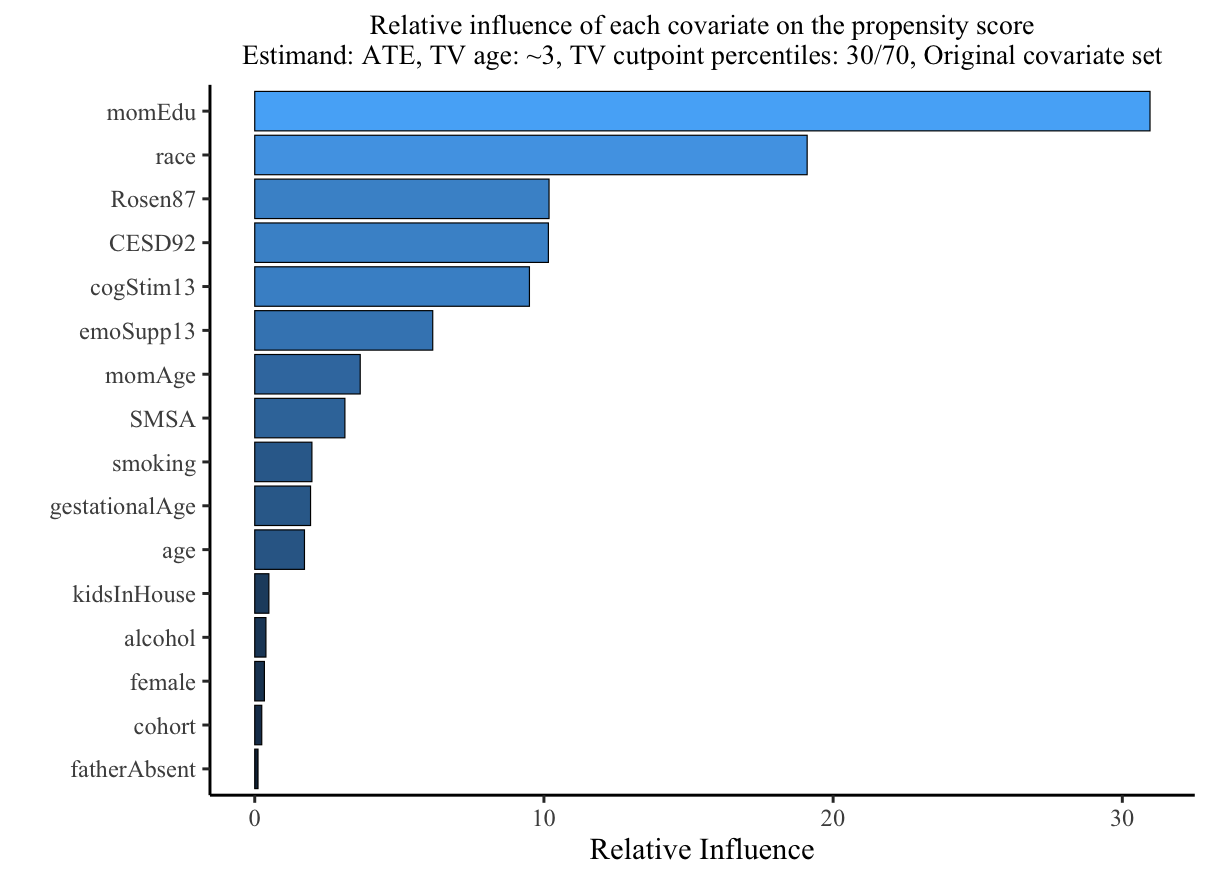 Relative influence of each covariate on the propensity score
Estimand: ATE, TV age: ~3, TV cutpoint percentiles: 30/70, Original covariate set
momEdu
race
Rosen87
CESD92
cogStim13
emoSupp13
momAge
SMSA
smoking
gestationalAge
age
kidsInHouse
alcohol
female
cohort
fatherAbsent
0 10 20 30
Relative Influence